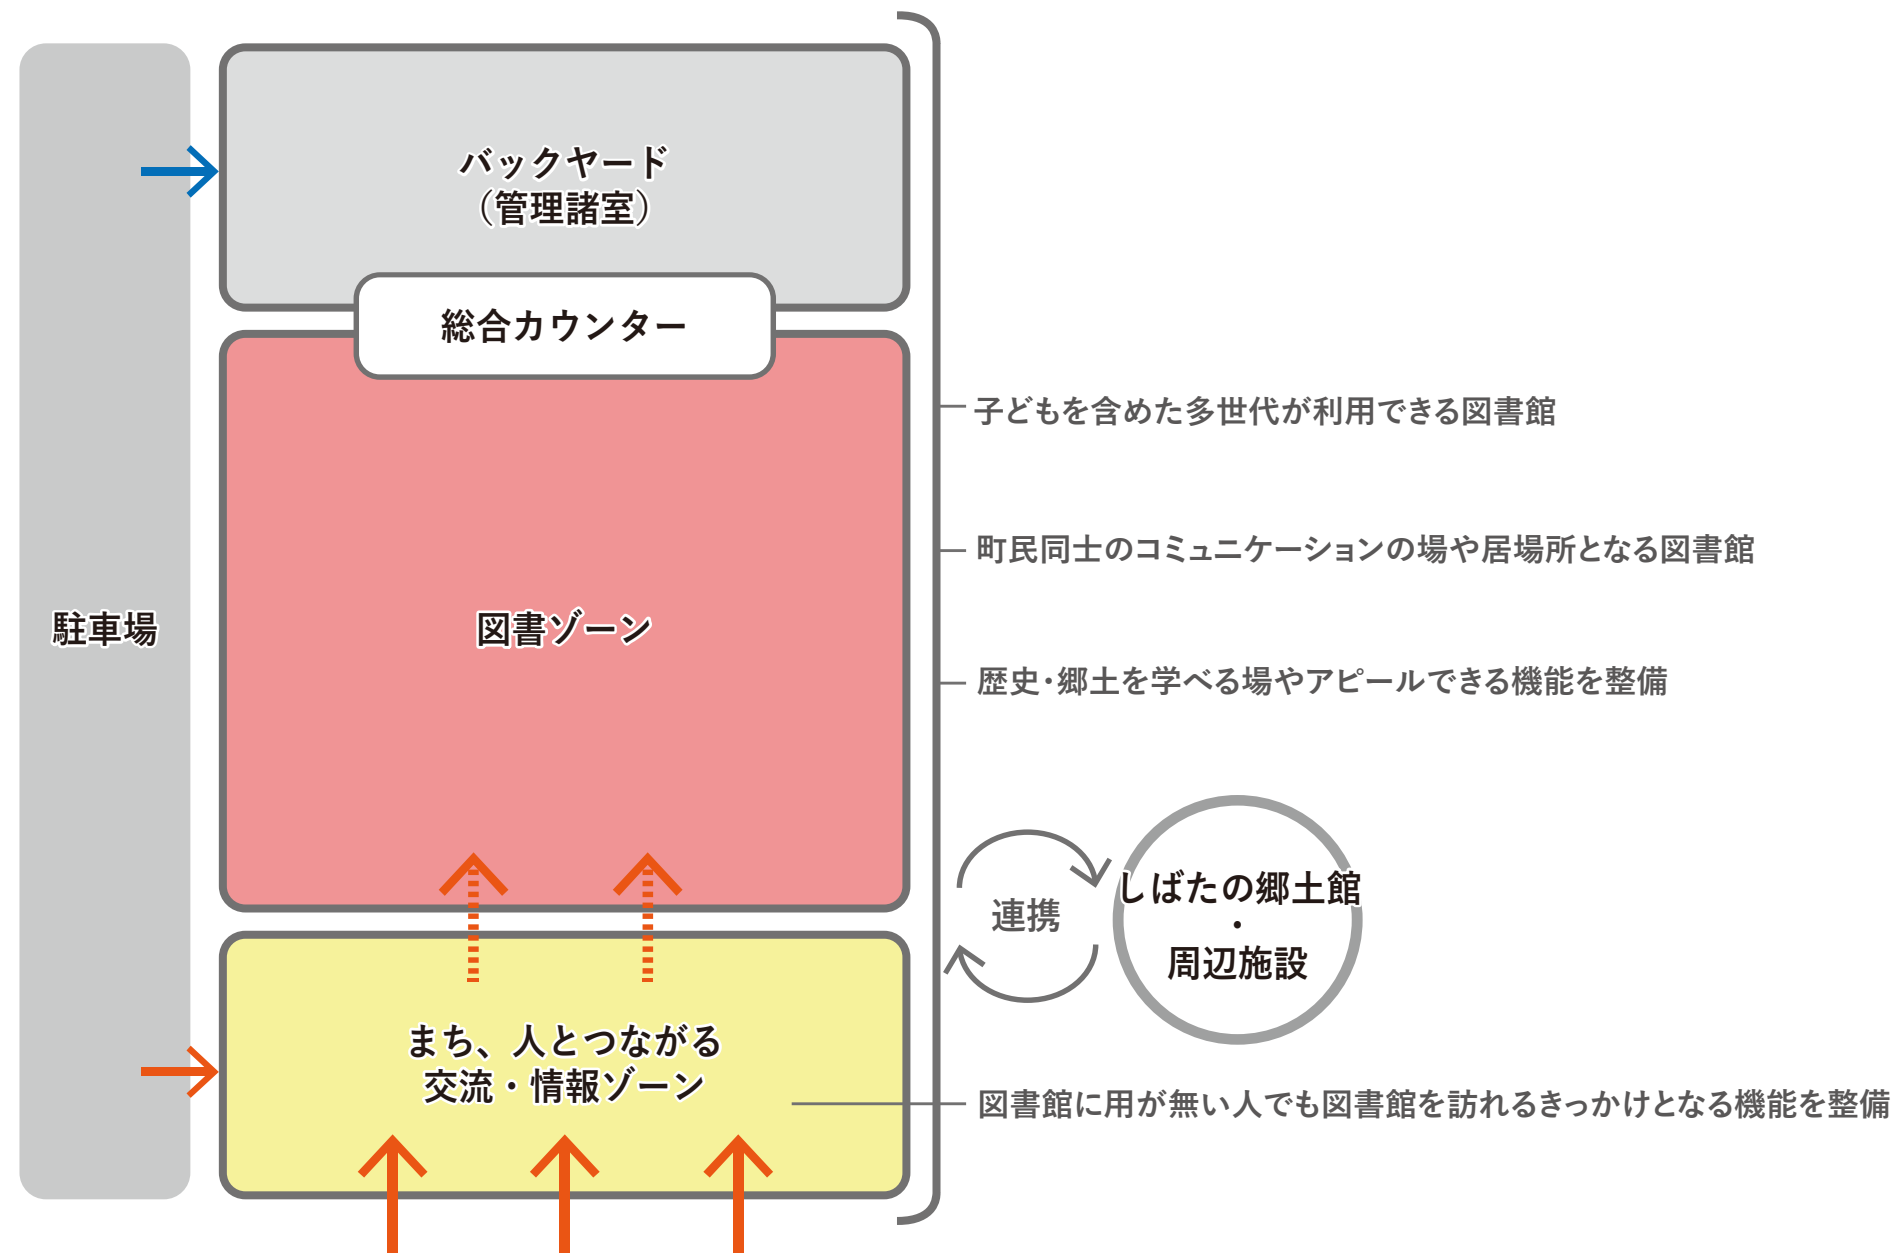 バックヤード
（管理諸室）
総合カウンター
子どもを含めた多世代が利用できる図書館
町民同士のコミュニケーションの場や居場所となる図書館
駐車場
図書ゾーン
歴史・郷土を学べる場やアピールできる機能を整備
連携
しばたの郷土館
・
周辺施設
まち、人とつながる
交流・情報ゾーン
図書館に用が無い人でも図書館を訪れるきっかけとなる機能を整備